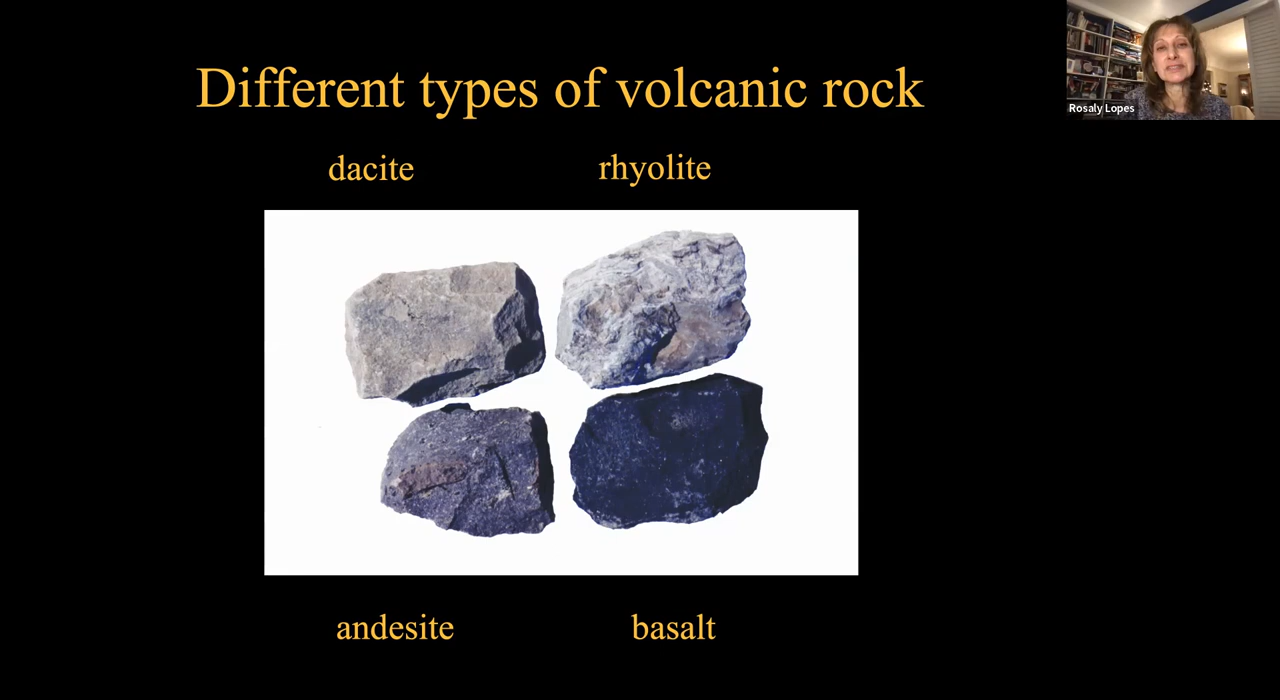 Different types of volcanic rock
Rosaly Lopes
dacite
rhyolite
andesite
basalt